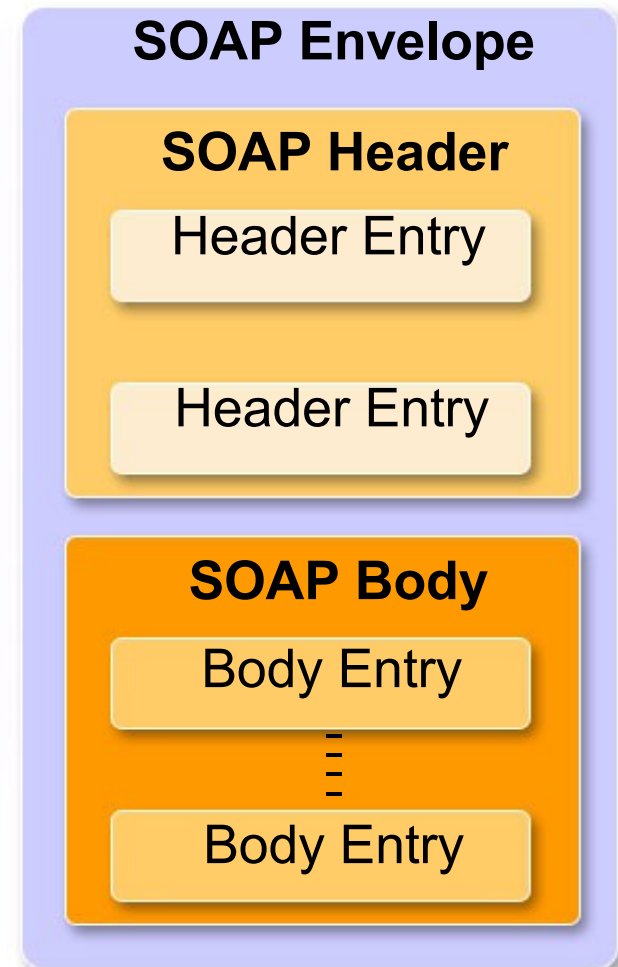 SOAP Envelope
SOAP Header
Header Entry
Header Entry
SOAP Body
Body Entry
Body Entry